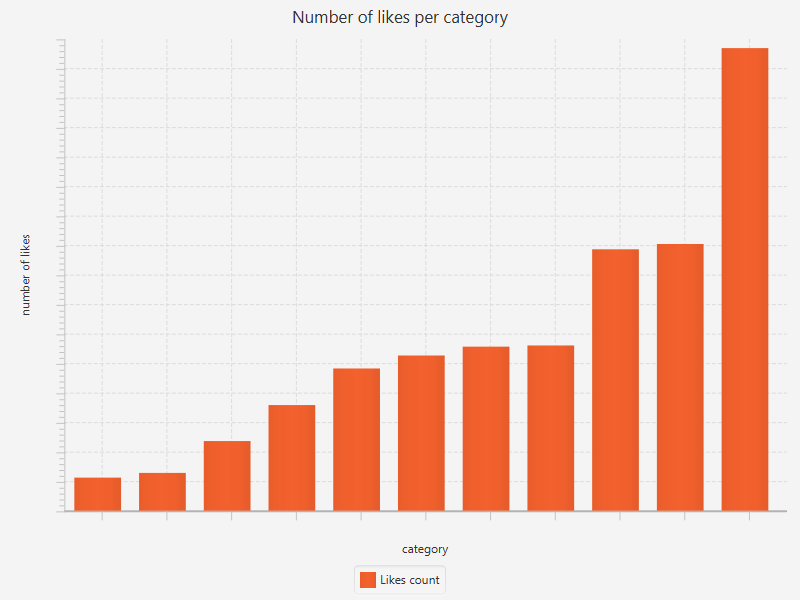 Number of likes per category
number of likes
category
Likes count